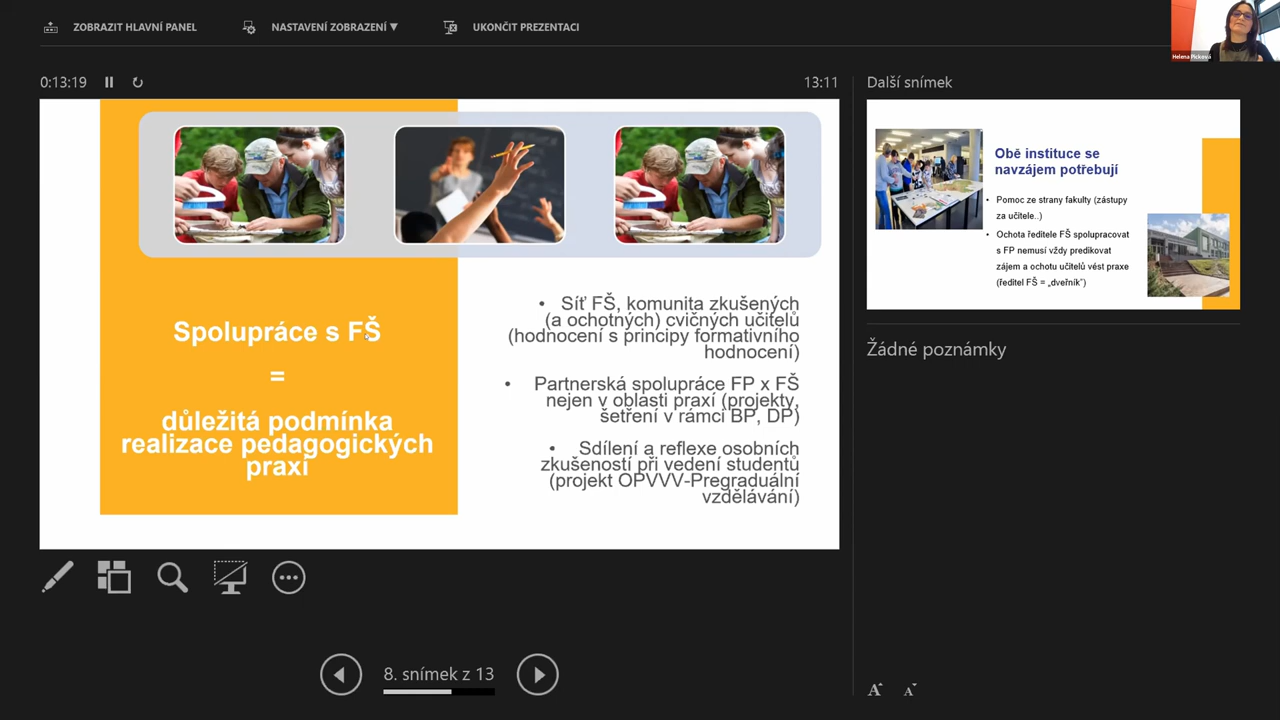 ZOBRAZIT HLAVNÍ PANEL
NASTAVENÍ ZOBRAZENÍ ▼
UKONČIT PREZENTACI
Helena Picková
0:13:19
13:11
Další snímek
Spolupráce s FŠ
=
důležitá podmínka
realizace pedagogických
praxí
• Síť FŠ, komunita zkušených
(a ochotných) cvičných učitelů
(hodnocení s principy formativního
hodnocení)
• Partnerská spolupráce FP x FŠ
nejen v oblasti praxí (projekty,
šetření v rámci BP, DP)
• Sdílení a reflexe osobních
zkušeností při vedení studentů
(projekt OPVVV-Pregraduální
vzdělávání)
Obě instituce se
navzájem potřebují
• Pomoc ze strany fakulty (zástupy
za učitele..)
• Ochota ředitele FŠ spolupracovat
s FP nemusí vždy predikovat
zájem a ochotu učitelů vést praxe
(ředitel FŠ = „dveřník")
Žádné poznámky
8. snímek z 13
A A